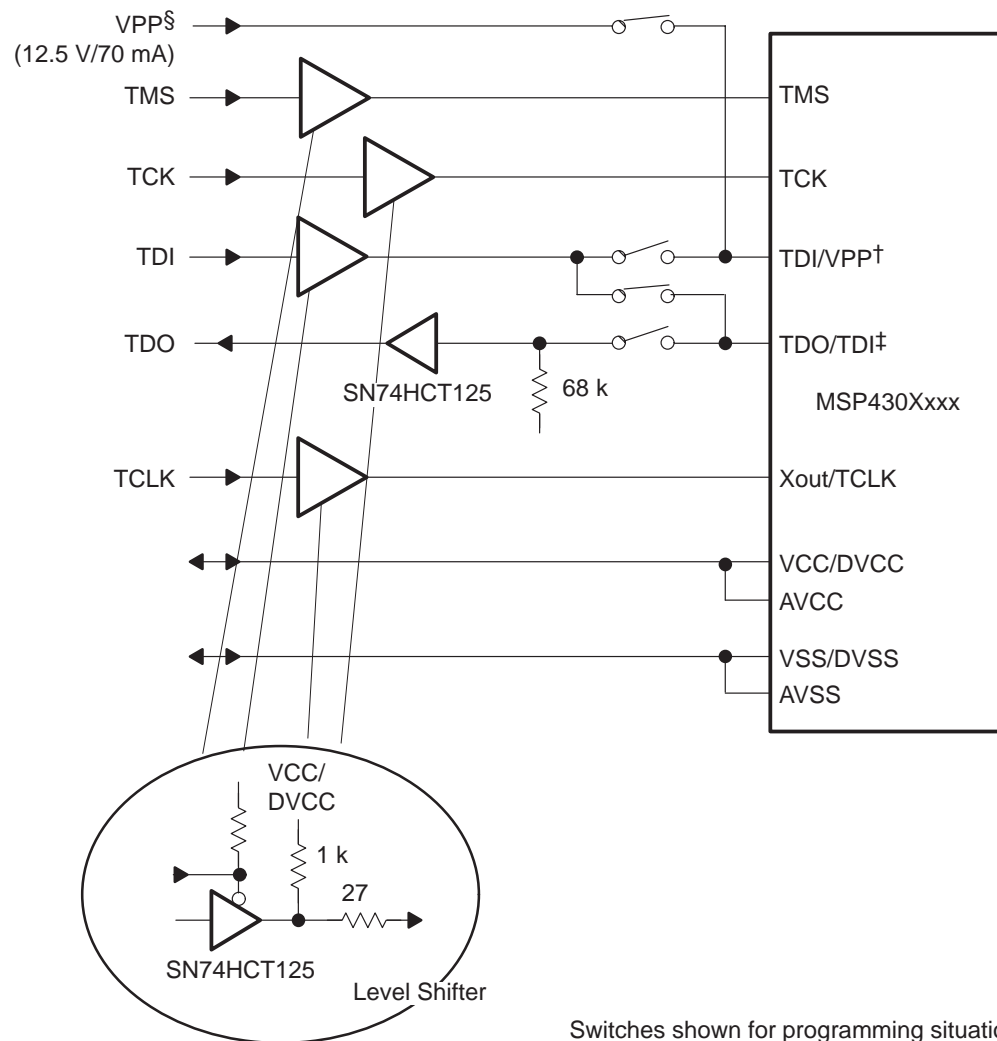 VPP§
(12.5 V/70 mA)
TMS
TMS
TCK
TCK
TDI
TDI/VPP†
TDO
TDO/TDI‡
SN74HCT125
68 k
MSP430Xxxx
TCLK
Xout/TCLK
VCC/DVCC
AVCC
VSS/DVSS
AVSS
VCC/
DVCC
1 k
27
SN74HCT125
Level Shifter
Switches shown for programming situatio